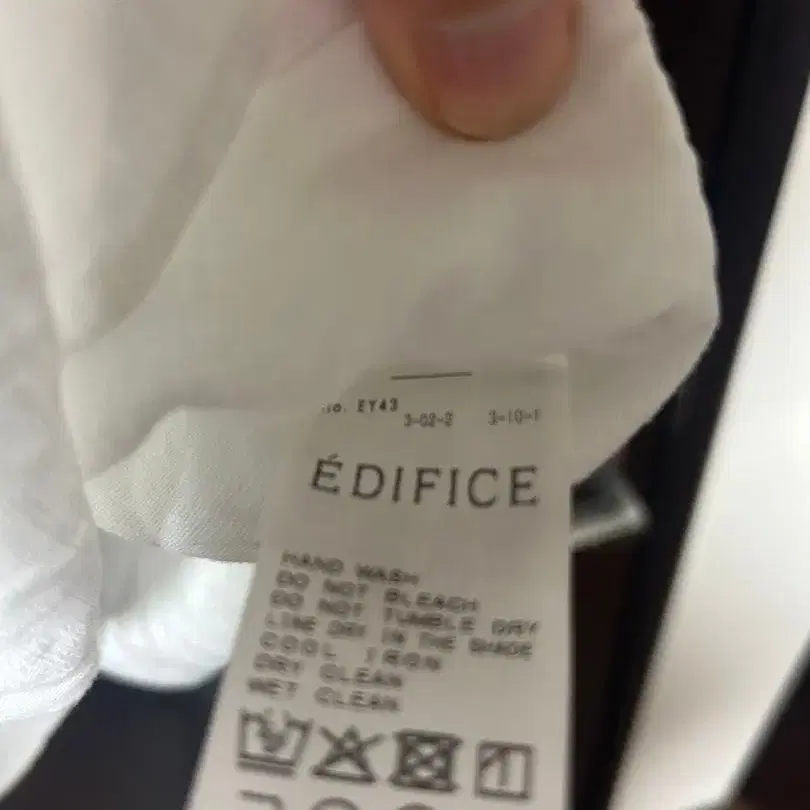 No. EY43
3-02-2 3-10-1
ÉDIFICE
HAND WASH
DO NOT BLEACH
DO NOT TUMBLE DRY
LINE DRY IN THE SHADE
COOL IRON
DRY CLEAN
WET CLEAN